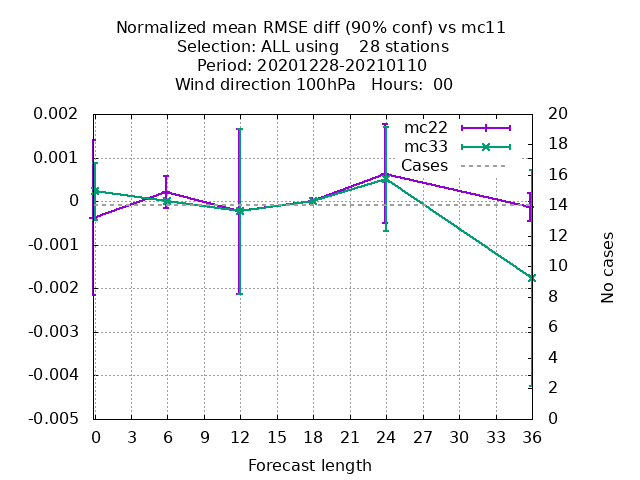 Normalized mean RMSE diff (90% conf) vs mc11
Selection: ALL using    28 stations
Period: 20201228-20210110
Wind direction 100hPa   Hours:  00
mc22
mc33
Cases
0.002
0.001
0
-0.001
-0.002
-0.003
-0.004
-0.005
20
18
16
14
12
10
8
6
4
2
0
No cases
0 3 6 9 12 15 18 21 24 27 30 33 36
Forecast length